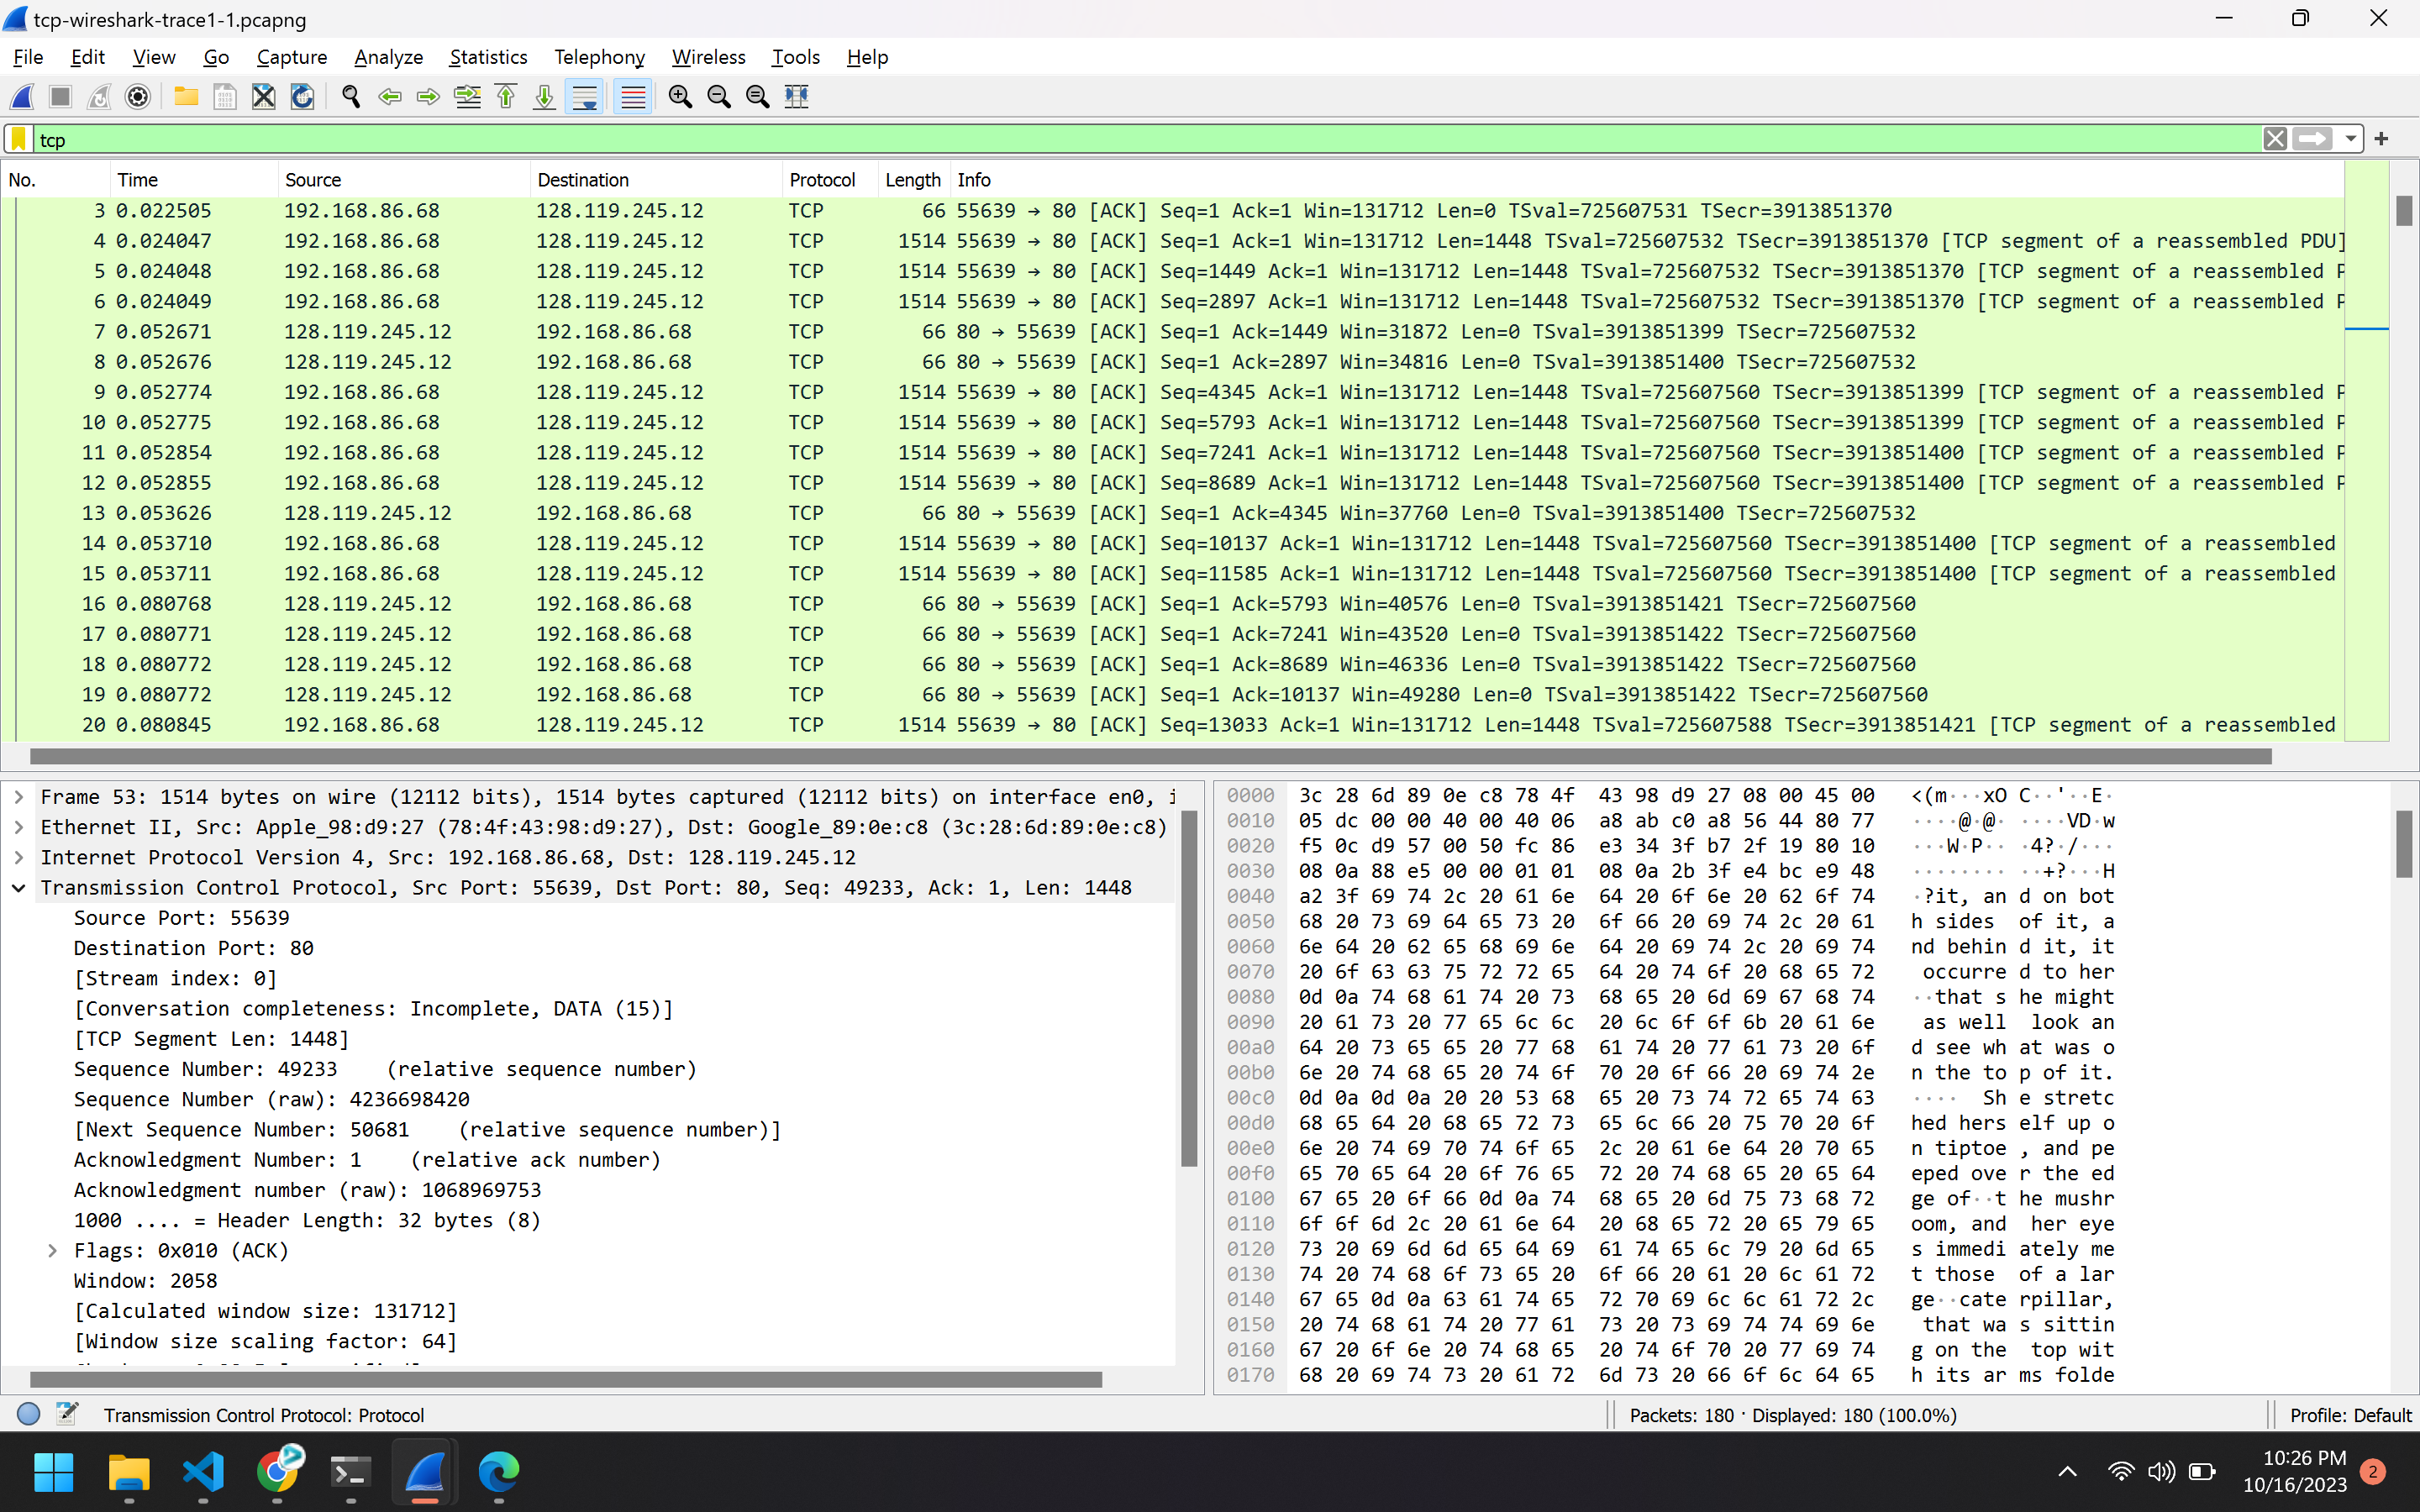 tcp-wireshark-trace1-1.pcapng
File Edit View Go Capture Analyze Statistics Telephony Wireless Tools Help
tcp
No. Time Source Destination Protocol Length Info
3 0.022505 192.168.86.68 128.119.245.12 TCP 66 55639 → 80 [ACK] Seq=1 Ack=1 Win=131712 Len=0 TSval=725607531 TSecr=3913851370
4 0.024047 192.168.86.68 128.119.245.12 TCP 1514 55639 → 80 [ACK] Seq=1 Ack=1 Win=131712 Len=1448 TSval=725607532 TSecr=3913851370 [TCP segment of a reassembled PDU]
5 0.024048 192.168.86.68 128.119.245.12 TCP 1514 55639 → 80 [ACK] Seq=1449 Ack=1 Win=131712 Len=1448 TSval=725607532 TSecr=3913851370 [TCP segment of a reassembled P
6 0.024049 192.168.86.68 128.119.245.12 TCP 1514 55639 → 80 [ACK] Seq=2897 Ack=1 Win=131712 Len=1448 TSval=725607532 TSecr=3913851370 [TCP segment of a reassembled P
7 0.052671 128.119.245.12 192.168.86.68 TCP 66 80 → 55639 [ACK] Seq=1 Ack=1449 Win=31872 Len=0 TSval=3913851399 TSecr=725607532
8 0.052676 128.119.245.12 192.168.86.68 TCP 66 80 → 55639 [ACK] Seq=1 Ack=2897 Win=34816 Len=0 TSval=3913851400 TSecr=725607532
9 0.052774 192.168.86.68 128.119.245.12 TCP 1514 55639 → 80 [ACK] Seq=4345 Ack=1 Win=131712 Len=1448 TSval=725607560 TSecr=3913851399 [TCP segment of a reassembled P
10 0.052775 192.168.86.68 128.119.245.12 TCP 1514 55639 → 80 [ACK] Seq=5793 Ack=1 Win=131712 Len=1448 TSval=725607560 TSecr=3913851399 [TCP segment of a reassembled P
11 0.052854 192.168.86.68 128.119.245.12 TCP 1514 55639 → 80 [ACK] Seq=7241 Ack=1 Win=131712 Len=1448 TSval=725607560 TSecr=3913851400 [TCP segment of a reassembled P
12 0.052855 192.168.86.68 128.119.245.12 TCP 1514 55639 → 80 [ACK] Seq=8689 Ack=1 Win=131712 Len=1448 TSval=725607560 TSecr=3913851400 [TCP segment of a reassembled P
13 0.053626 128.119.245.12 192.168.86.68 TCP 66 80 → 55639 [ACK] Seq=1 Ack=4345 Win=37760 Len=0 TSval=3913851400 TSecr=725607532
14 0.053710 192.168.86.68 128.119.245.12 TCP 1514 55639 → 80 [ACK] Seq=10137 Ack=1 Win=131712 Len=1448 TSval=725607560 TSecr=3913851400 [TCP segment of a reassembled
15 0.053711 192.168.86.68 128.119.245.12 TCP 1514 55639 → 80 [ACK] Seq=11585 Ack=1 Win=131712 Len=1448 TSval=725607560 TSecr=3913851400 [TCP segment of a reassembled
16 0.080768 128.119.245.12 192.168.86.68 TCP 66 80 → 55639 [ACK] Seq=1 Ack=5793 Win=40576 Len=0 TSval=3913851421 TSecr=725607560
17 0.080771 128.119.245.12 192.168.86.68 TCP 66 80 → 55639 [ACK] Seq=1 Ack=7241 Win=43520 Len=0 TSval=3913851422 TSecr=725607560
18 0.080772 128.119.245.12 192.168.86.68 TCP 66 80 → 55639 [ACK] Seq=1 Ack=8689 Win=46336 Len=0 TSval=3913851422 TSecr=725607560
19 0.080772 128.119.245.12 192.168.86.68 TCP 66 80 → 55639 [ACK] Seq=1 Ack=10137 Win=49280 Len=0 TSval=3913851422 TSecr=725607560
20 0.080845 192.168.86.68 128.119.245.12 TCP 1514 55639 → 80 [ACK] Seq=13033 Ack=1 Win=131712 Len=1448 TSval=725607588 TSecr=3913851421 [TCP segment of a reassembled
Frame 53: 1514 bytes on wire (12112 bits), 1514 bytes captured (12112 bits) on interface en0, i
Ethernet II, Src: Apple_98:d9:27 (78:4f:43:98:d9:27), Dst: Google_89:0e:c8 (3c:28:6d:89:0e:c8)
Internet Protocol Version 4, Src: 192.168.86.68, Dst: 128.119.245.12
Transmission Control Protocol, Src Port: 55639, Dst Port: 80, Seq: 49233, Ack: 1, Len: 1448
Source Port: 55639
Destination Port: 80
[Stream index: 0]
[Conversation completeness: Incomplete, DATA (15)]
[TCP Segment Len: 1448]
Sequence Number: 49233 (relative sequence number)
Sequence Number (raw): 4236698420
[Next Sequence Number: 50681 (relative sequence number)]
Acknowledgment Number: 1 (relative ack number)
Acknowledgment number (raw): 1068969753
1000 .... = Header Length: 32 bytes (8)
Flags: 0x010 (ACK)
Window: 2058
[Calculated window size: 131712]
[Window size scaling factor: 64]
0000 3c 28 6d 89 0e c8 78 4f 43 98 d9 27 08 00 45 00 <(m···xO C··'··E·
0010 05 dc 00 00 40 00 40 06 a8 ab c0 a8 56 44 80 77 ····@·@· ····VD·w
0020 f5 0c d9 57 00 50 fc 86 e3 34 3f b7 2f 19 80 10 ···W·P·· ·4?·/···
0030 08 0a 88 e5 00 00 01 01 08 0a 2b 3f e4 bc e9 48 ········ ··+?···H
0040 a2 3f 69 74 2c 20 61 6e 64 20 6f 6e 20 62 6f 74 ·?it, an d on bot
0050 68 20 73 69 64 65 73 20 6f 66 20 69 74 2c 20 61 h sides of it, a
0060 6e 64 20 62 65 68 69 6e 64 20 69 74 2c 20 69 74 nd behin d it, it
0070 20 6f 63 63 75 72 72 65 64 20 74 6f 20 68 65 72 occurre d to her
0080 0d 0a 74 68 61 74 20 73 68 65 20 6d 69 67 68 74 ··that s he might
0090 20 61 73 20 77 65 6c 6c 20 6c 6f 6f 6b 20 61 6e as well look an
00a0 64 20 73 65 65 20 77 68 61 74 20 77 61 73 20 6f d see wh at was o
00b0 6e 20 74 68 65 20 74 6f 70 20 6f 66 20 69 74 2e n the to p of it.
00c0 0d 0a 0d 0a 20 20 53 68 65 20 73 74 72 65 74 63 ···· Sh e stretc
00d0 68 65 64 20 68 65 72 73 65 6c 66 20 75 70 20 6f hed hers elf up o
00e0 6e 20 74 69 70 74 6f 65 2c 20 61 6e 64 20 70 65 n tiptoe , and pe
00f0 65 70 65 64 20 6f 76 65 72 20 74 68 65 20 65 64 eped ove r the ed
0100 67 65 20 6f 66 0d 0a 74 68 65 20 6d 75 73 68 72 ge of··t he mushr
0110 6f 6f 6d 2c 20 61 6e 64 20 68 65 72 20 65 79 65 oom, and her eye
0120 73 20 69 6d 6d 65 64 69 61 74 65 6c 79 20 6d 65 s immedi ately me
0130 74 20 74 68 6f 73 65 20 6f 66 20 61 20 6c 61 72 t those of a lar
0140 67 65 0d 0a 63 61 74 65 72 70 69 6c 6c 61 72 2c ge··cate rpillar,
0150 20 74 68 61 74 20 77 61 73 20 73 69 74 74 69 6e that wa s sittin
0160 67 20 6f 6e 20 74 68 65 20 74 6f 70 20 77 69 74 g on the top wit
0170 68 20 69 74 73 20 61 72 6d 73 20 66 6f 6c 64 65 h its ar ms folde
Transmission Control Protocol: Protocol
Packets: 180 · Displayed: 180 (100.0%)
Profile: Default
10:26 PM
10/16/2023
2